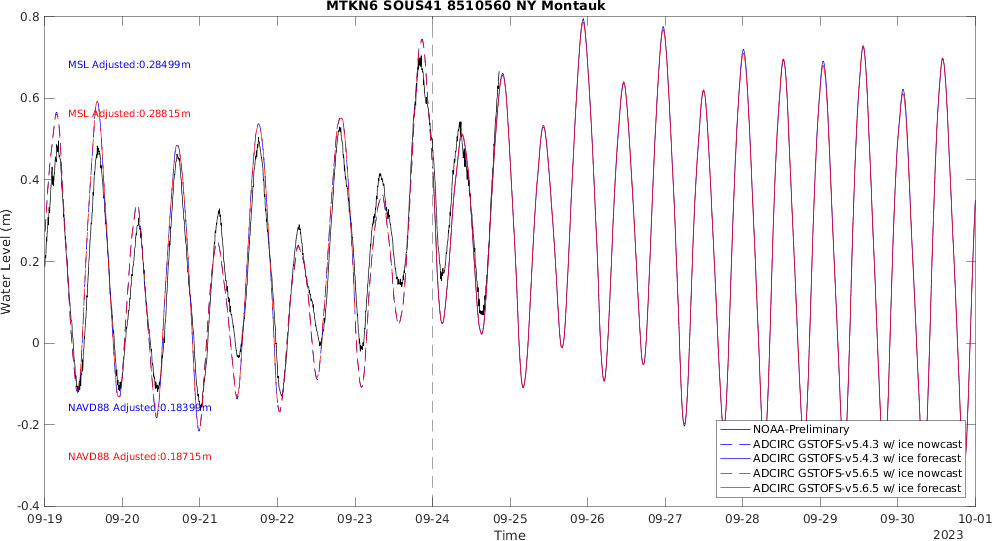 MTKN6 SOUS41 8510560 NY Montauk
0.8
0.6
0.4
0.2
0
-0.2
-0.4
Water Level (m)
MSL Adjusted:0.28499m
MSL Adjusted:0.28815m
NAVD88 Adjusted:0.18399m
NAVD88 Adjusted:0.18715m
NOAA-Preliminary
ADCIRC GSTOFS-v5.4.3 w/ ice nowcast
ADCIRC GSTOFS-v5.4.3 w/ ice forecast
ADCIRC GSTOFS-v5.6.5 w/ ice nowcast
ADCIRC GSTOFS-v5.6.5 w/ ice forecast
09-19 09-20 09-21 09-22 09-23 09-24 09-25 09-26 09-27 09-28 09-29 09-30 10-01
Time
2023